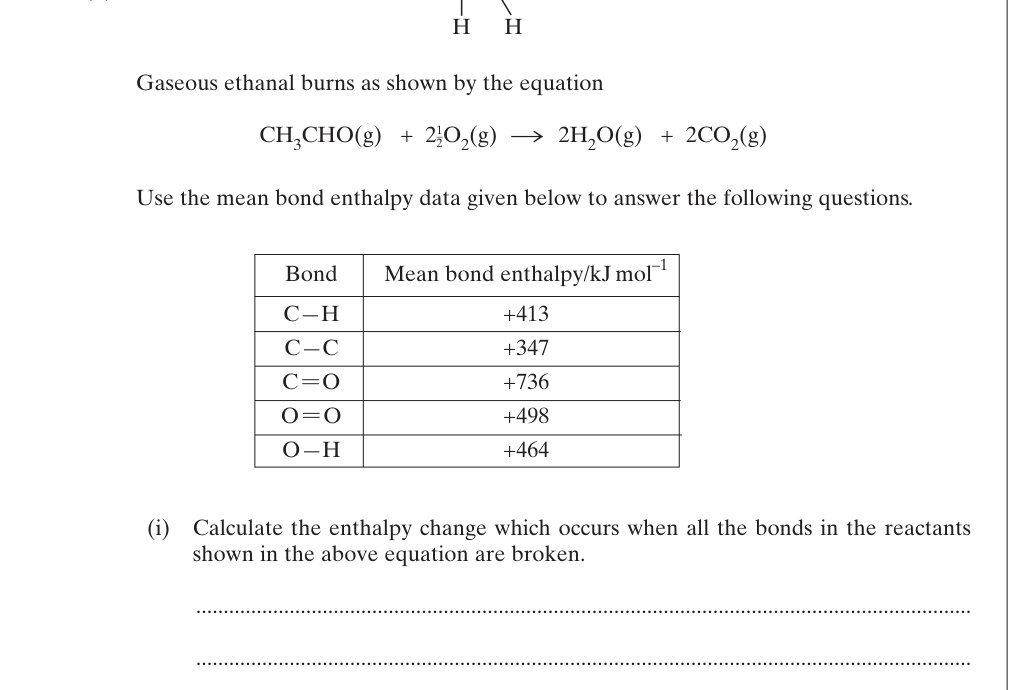 H H
Gaseous ethanal burns as shown by the equation
CH₃CHO(g) + 2½O₂(g) ⟶ 2H₂O(g) + 2CO₂(g)
Use the mean bond enthalpy data given below to answer the following questions.
Bond Mean bond enthalpy/kJ mol⁻¹
C–H +413
C–C +347
C=O +736
O=O +498
O–H +464
(i) Calculate the enthalpy change which occurs when all the bonds in the reactants
shown in the above equation are broken.